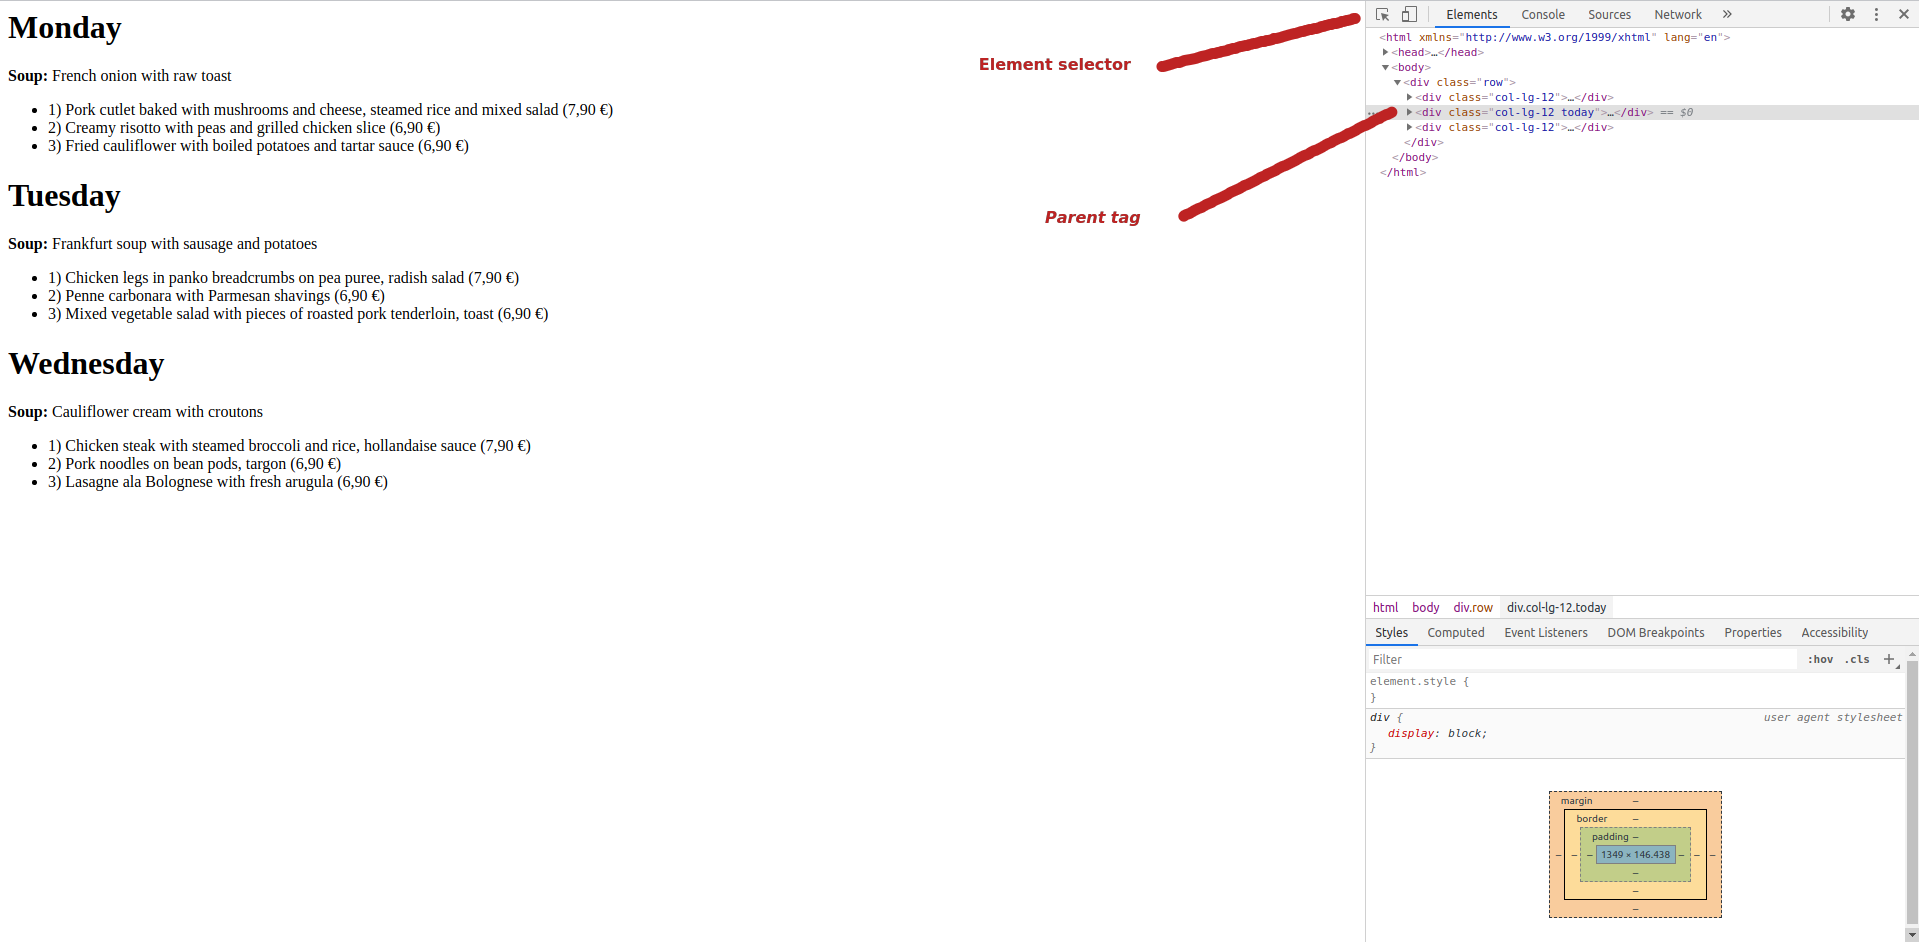 Monday
Soup: French onion with raw toast
1) Pork cutlet baked with mushrooms and cheese, steamed rice and mixed salad (7,90 €)
2) Creamy risotto with peas and grilled chicken slice (6,90 €)
3) Fried cauliflower with boiled potatoes and tartar sauce (6,90 €)
Tuesday
Soup: Frankfurt soup with sausage and potatoes
1) Chicken legs in panko breadcrumbs on pea puree, radish salad (7,90 €)
2) Penne carbonara with Parmesan shavings (6,90 €)
3) Mixed vegetable salad with pieces of roasted pork tenderloin, toast (6,90 €)
Wednesday
Soup: Cauliflower cream with croutons
1) Chicken steak with steamed broccoli and rice, hollandaise sauce (7,90 €)
2) Pork noodles on bean pods, targon (6,90 €)
3) Lasagne ala Bolognese with fresh arugula (6,90 €)
Element selector
Parent tag
Elements Console Sources Network »
<html xmlns="http://www.w3.org/1999/xhtml" lang="en">
<head>…</head>
<body>
<div class="row">
<div class="col-lg-12">…</div>
<div class="col-lg-12 today">…</div> == $0
<div class="col-lg-12">…</div>
</div>
</body>
</html>
html body div.row div.col-lg-12.today
Styles Computed Event Listeners DOM Breakpoints Properties Accessibility
Filter :hov .cls +
element.style {
}
div { user agent stylesheet
display: block;
}
margin –
border –
padding –
– – – 1349 × 146.438 – – –
–
–
–